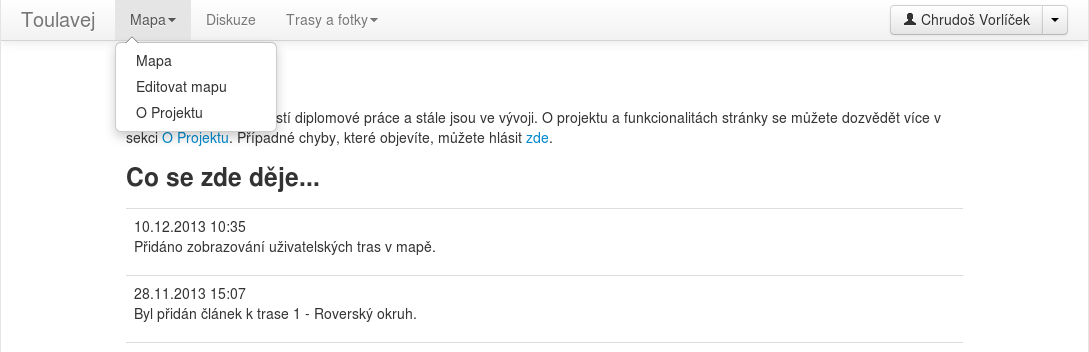 Toulavej Mapa Diskuze Trasy a fotky Chrudoš Vorlíček
Mapa
Editovat mapu
O Projektu
diplomové práce a stále jsou ve vývoji. O projektu a funkcionalitách stránky se můžete dozvědět více v
sekci O Projektu. Případné chyby, které objevíte, můžete hlásit zde.
Co se zde děje...
10.12.2013 10:35
Přidáno zobrazování uživatelských tras v mapě.
28.11.2013 15:07
Byl přidán článek k trase 1 - Roverský okruh.